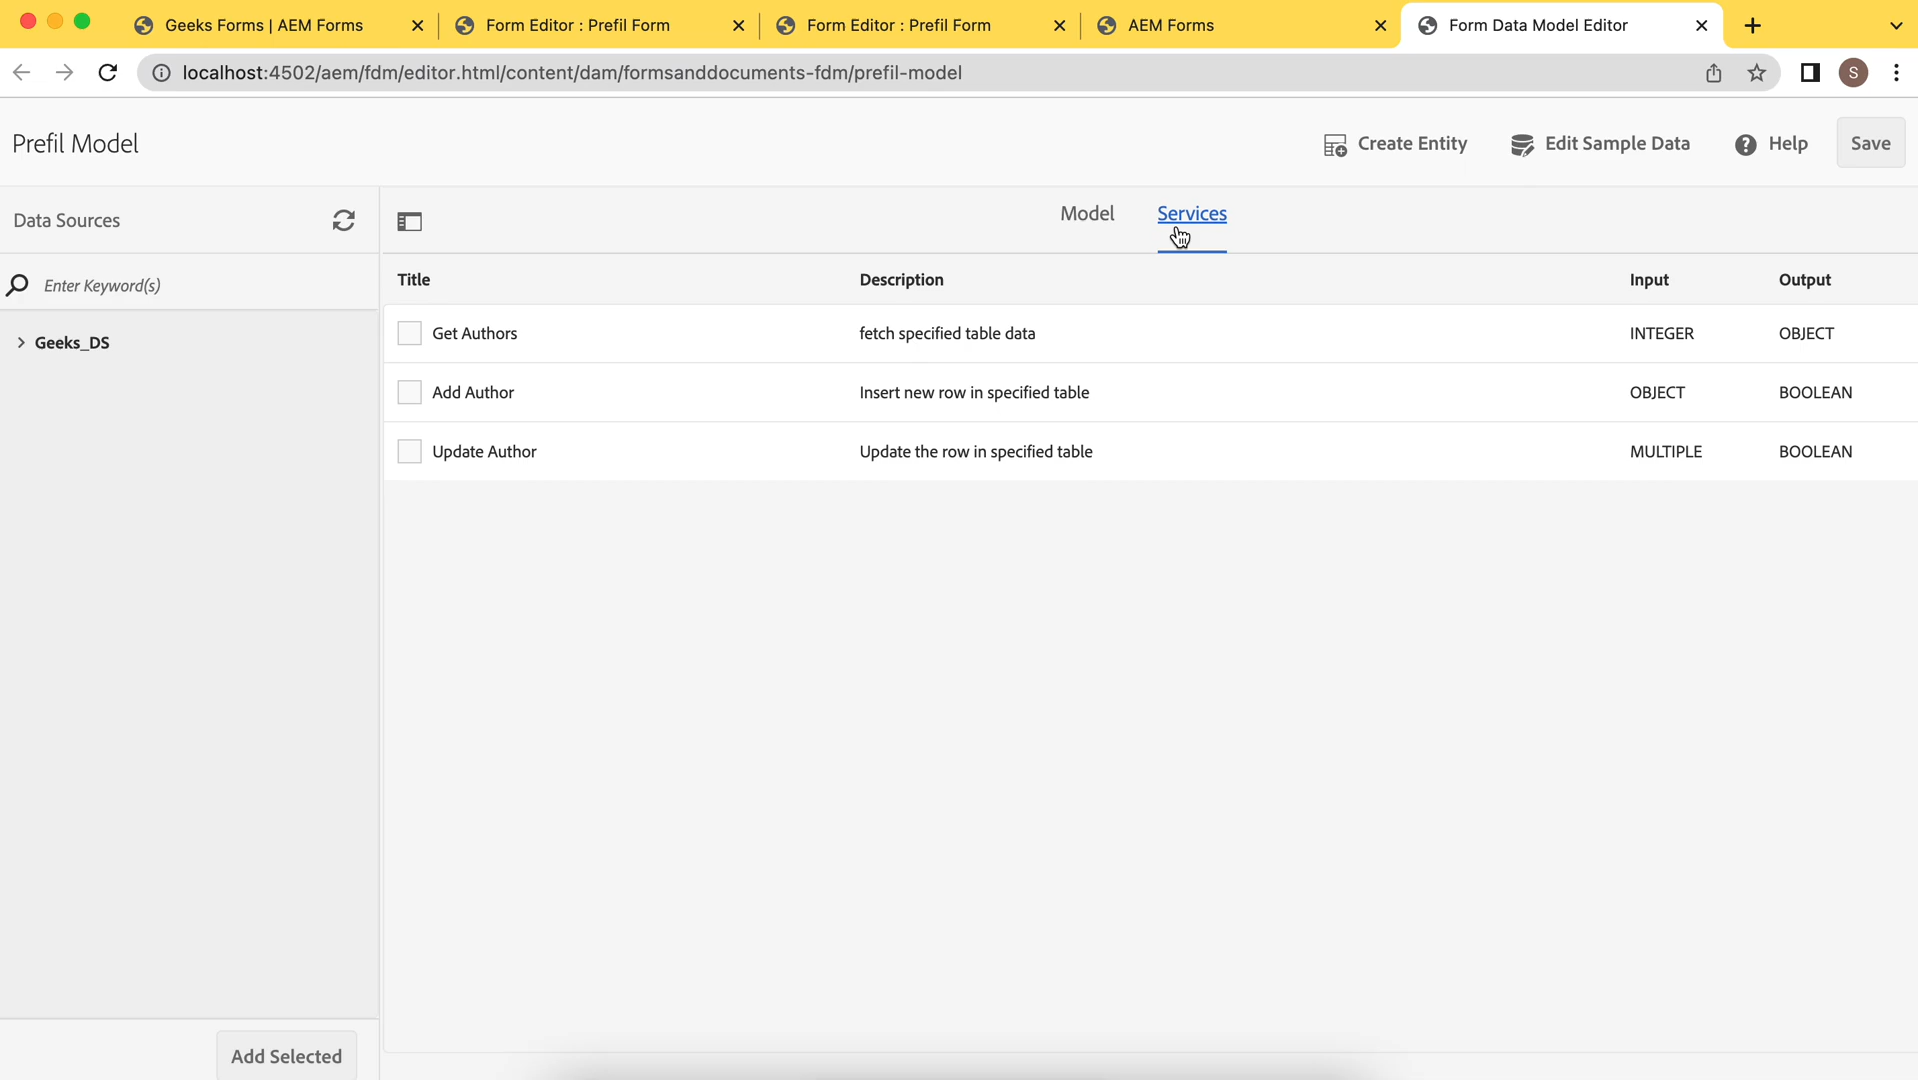 Geeks Forms | AEM Forms
Form Editor : Prefil Form
Form Editor : Prefil Form
AEM Forms
Form Data Model Editor
localhost:4502/aem/fdm/editor.html/content/dam/formsanddocuments-fdm/prefil-model
S
Prefil Model
Create Entity
Edit Sample Data
Help
Save
Data Sources
Model
Services
Enter Keyword(s)
Title
Description
Input
Output
Geeks_DS
Get Authors
fetch specified table data
INTEGER
OBJECT
Add Author
Insert new row in specified table
OBJECT
BOOLEAN
Update Author
Update the row in specified table
MULTIPLE
BOOLEAN
Add Selected